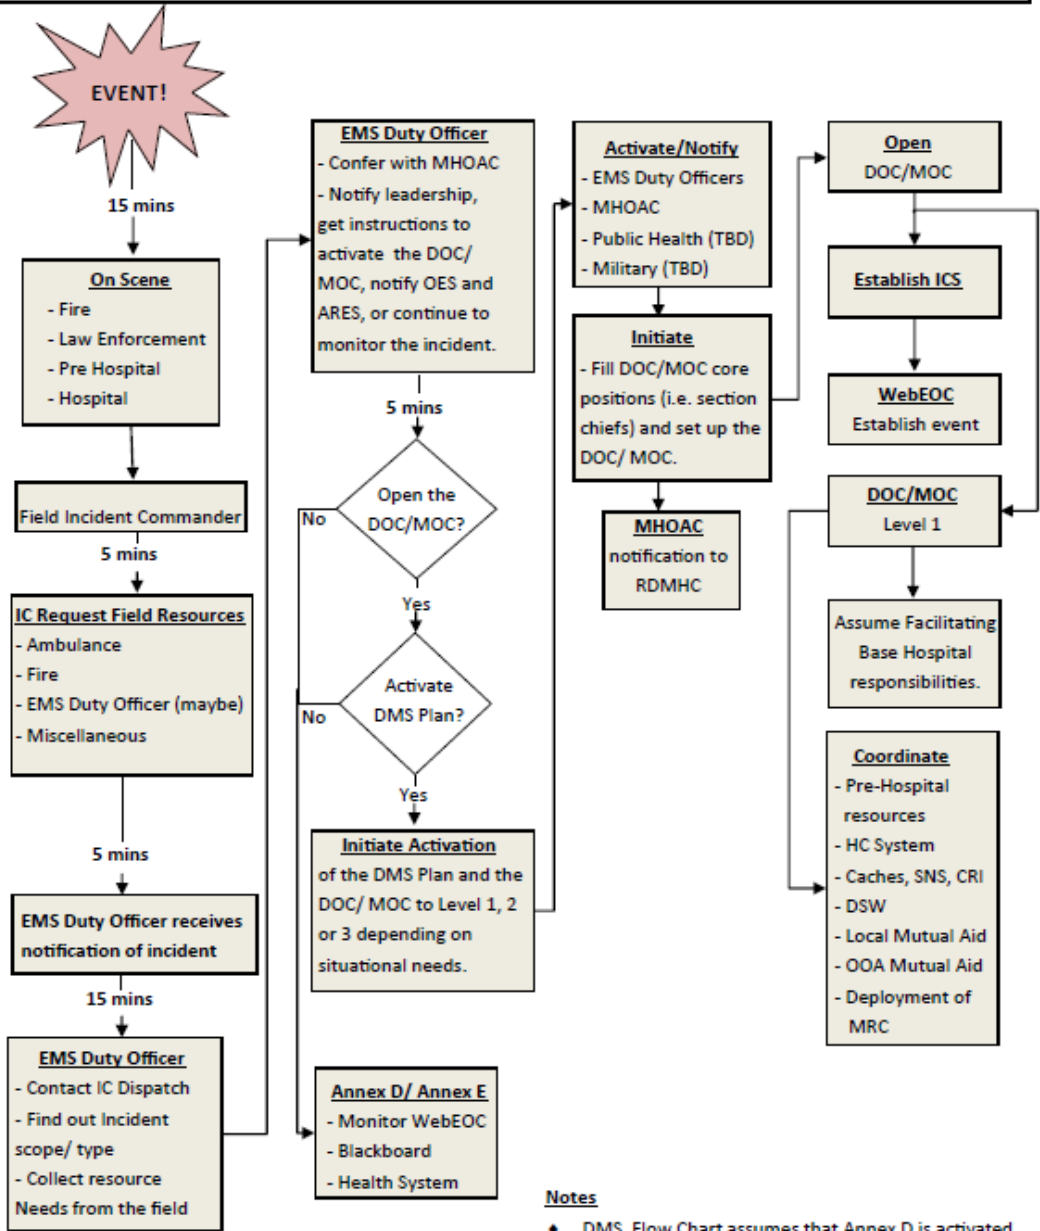 EVENT!
15 mins
On Scene
- Fire
- Law Enforcement
- Pre Hospital
- Hospital
Field Incident Commander
5 mins
IC Request Field Resources
- Ambulance
- Fire
- EMS Duty Officer (maybe)
- Miscellaneous
5 mins
EMS Duty Officer receives
notification of incident
15 mins
EMS Duty Officer
- Contact IC Dispatch
- Find out Incident
scope/ type
- Collect resource
Needs from the field
EMS Duty Officer
- Confer with MHOAC
- Notify leadership,
get instructions to
activate the DOC/
MOC, notify OES and
ARES, or continue to
monitor the incident.
5 mins
Open the
DOC/MOC?
No
Yes
Activate
DMS Plan?
No
Yes
Initiate Activation
of the DMS Plan and the
DOC/ MOC to Level 1, 2
or 3 depending on
situational needs.
Annex D/ Annex E
- Monitor WebEOC
- Blackboard
- Health System
Activate/Notify
- EMS Duty Officers
- MHOAC
- Public Health (TBD)
- Military (TBD)
Initiate
- Fill DOC/MOC core
positions (i.e. section
chiefs) and set up the
DOC/ MOC.
MHOAC
notification to
RDMHC
Open
DOC/MOC
Establish ICS
WebEOC
Establish event
DOC/MOC
Level 1
Assume Facilitating
Base Hospital
responsibilities.
Coordinate
- Pre-Hospital
resources
- HC System
- Caches, SNS, CRI
- DSW
- Local Mutual Aid
- OOA Mutual Aid
- Deployment of
MRC
Notes
♦ DMS Flow Chart assumes that Annex D is activated